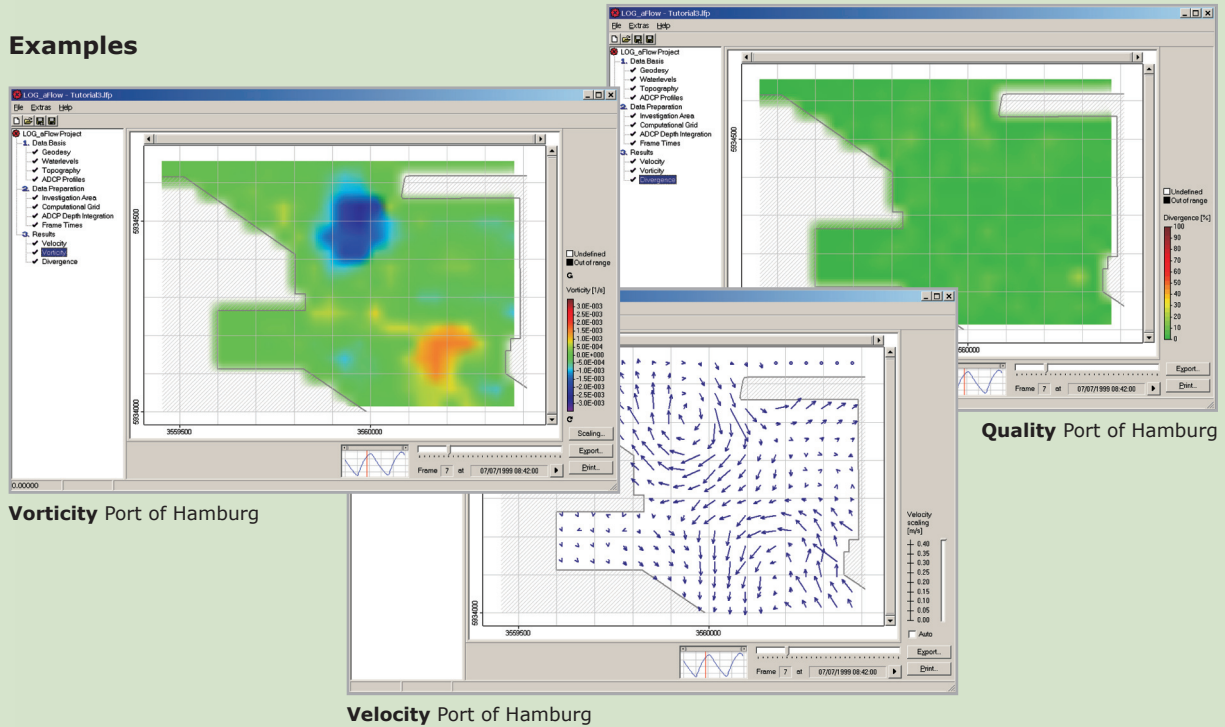 Examples
LOG_aFlow - Tutorial3.lfp
File Extras Help
LOG_aFlow Project
1. Data Basis
Geodesy
Waterlevels
Topography
ADCP Profiles
2. Data Preparation
Investigation Area
Computational Grid
ADCP Depth Integration
Frame Times
3. Results
Velocity
Vorticity
Divergence
5934500
5934000
3559500 3560000
Undefined
Out of range
Vorticity [1/s]
3.0E-003
2.5E-003
2.0E-003
1.5E-003
1.0E-003
5.0E-004
0.0E+000
-5.0E-004
-1.0E-003
-1.5E-003
-2.0E-003
-2.5E-003
-3.0E-003
Scaling...
Export...
Print...
Frame 7 at 07/07/1999 08:42:00
0.00000
Vorticity Port of Hamburg
LOG_aFlow - Tutorial3.lfp
File Extras Help
LOG_aFlow Project
1. Data Basis
Geodesy
Waterlevels
Topography
ADCP Profiles
2. Data Preparation
Investigation Area
Computational Grid
ADCP Depth Integration
Frame Times
3. Results
Velocity
Vorticity
Divergence
5934500
Undefined
Out of range
Divergence [%]
100
90
80
70
60
50
40
30
20
10
0
Export...
Print...
Frame 7 at 07/07/1999 08:42:00
Quality Port of Hamburg
5934000
3559500 3560000
Velocity
scaling
[m/s]
0.40
0.35
0.30
0.25
0.20
0.15
0.10
0.05
0.00
Auto
Export...
Print...
Frame 7 at 07/07/1999 08:42:00
Velocity Port of Hamburg